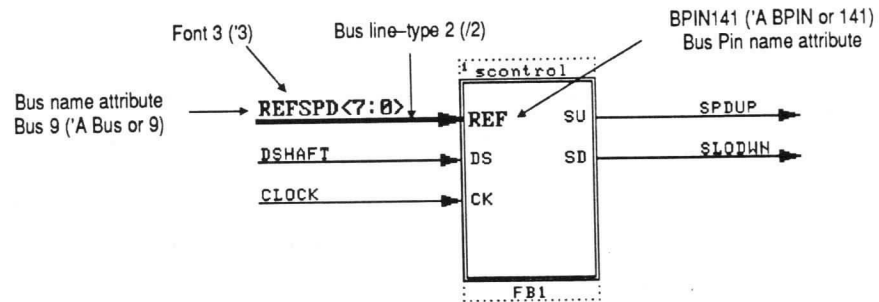 BPIN141 ('A BPIN or 141)
Bus Pin name attribute
Font 3 ('3)
Bus line–type 2 (/2)
1 scontrol
Bus name attribute
Bus 9 ('A Bus or 9)
REFSPD<7:0>
REF
SU
SPDUP
DSHAFT
DS
SD
SLODWN
CLOCK
CK
FB1